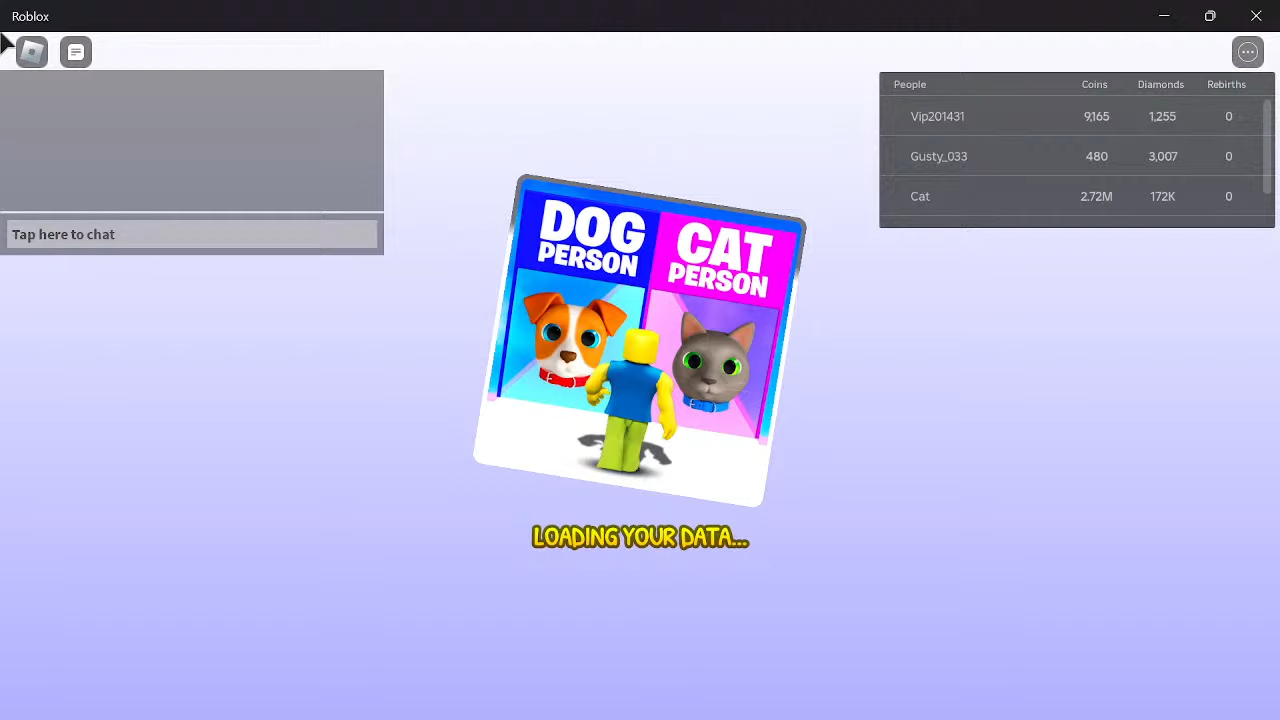 Roblox
Tap here to chat
People Coins Diamonds Rebirths
Vip201431 9,165 1,255 0
Gusty_033 480 3,007 0
Cat 2.72M 172K 0
DOG
PERSON
CAT
PERSON
LOADING YOUR DATA...